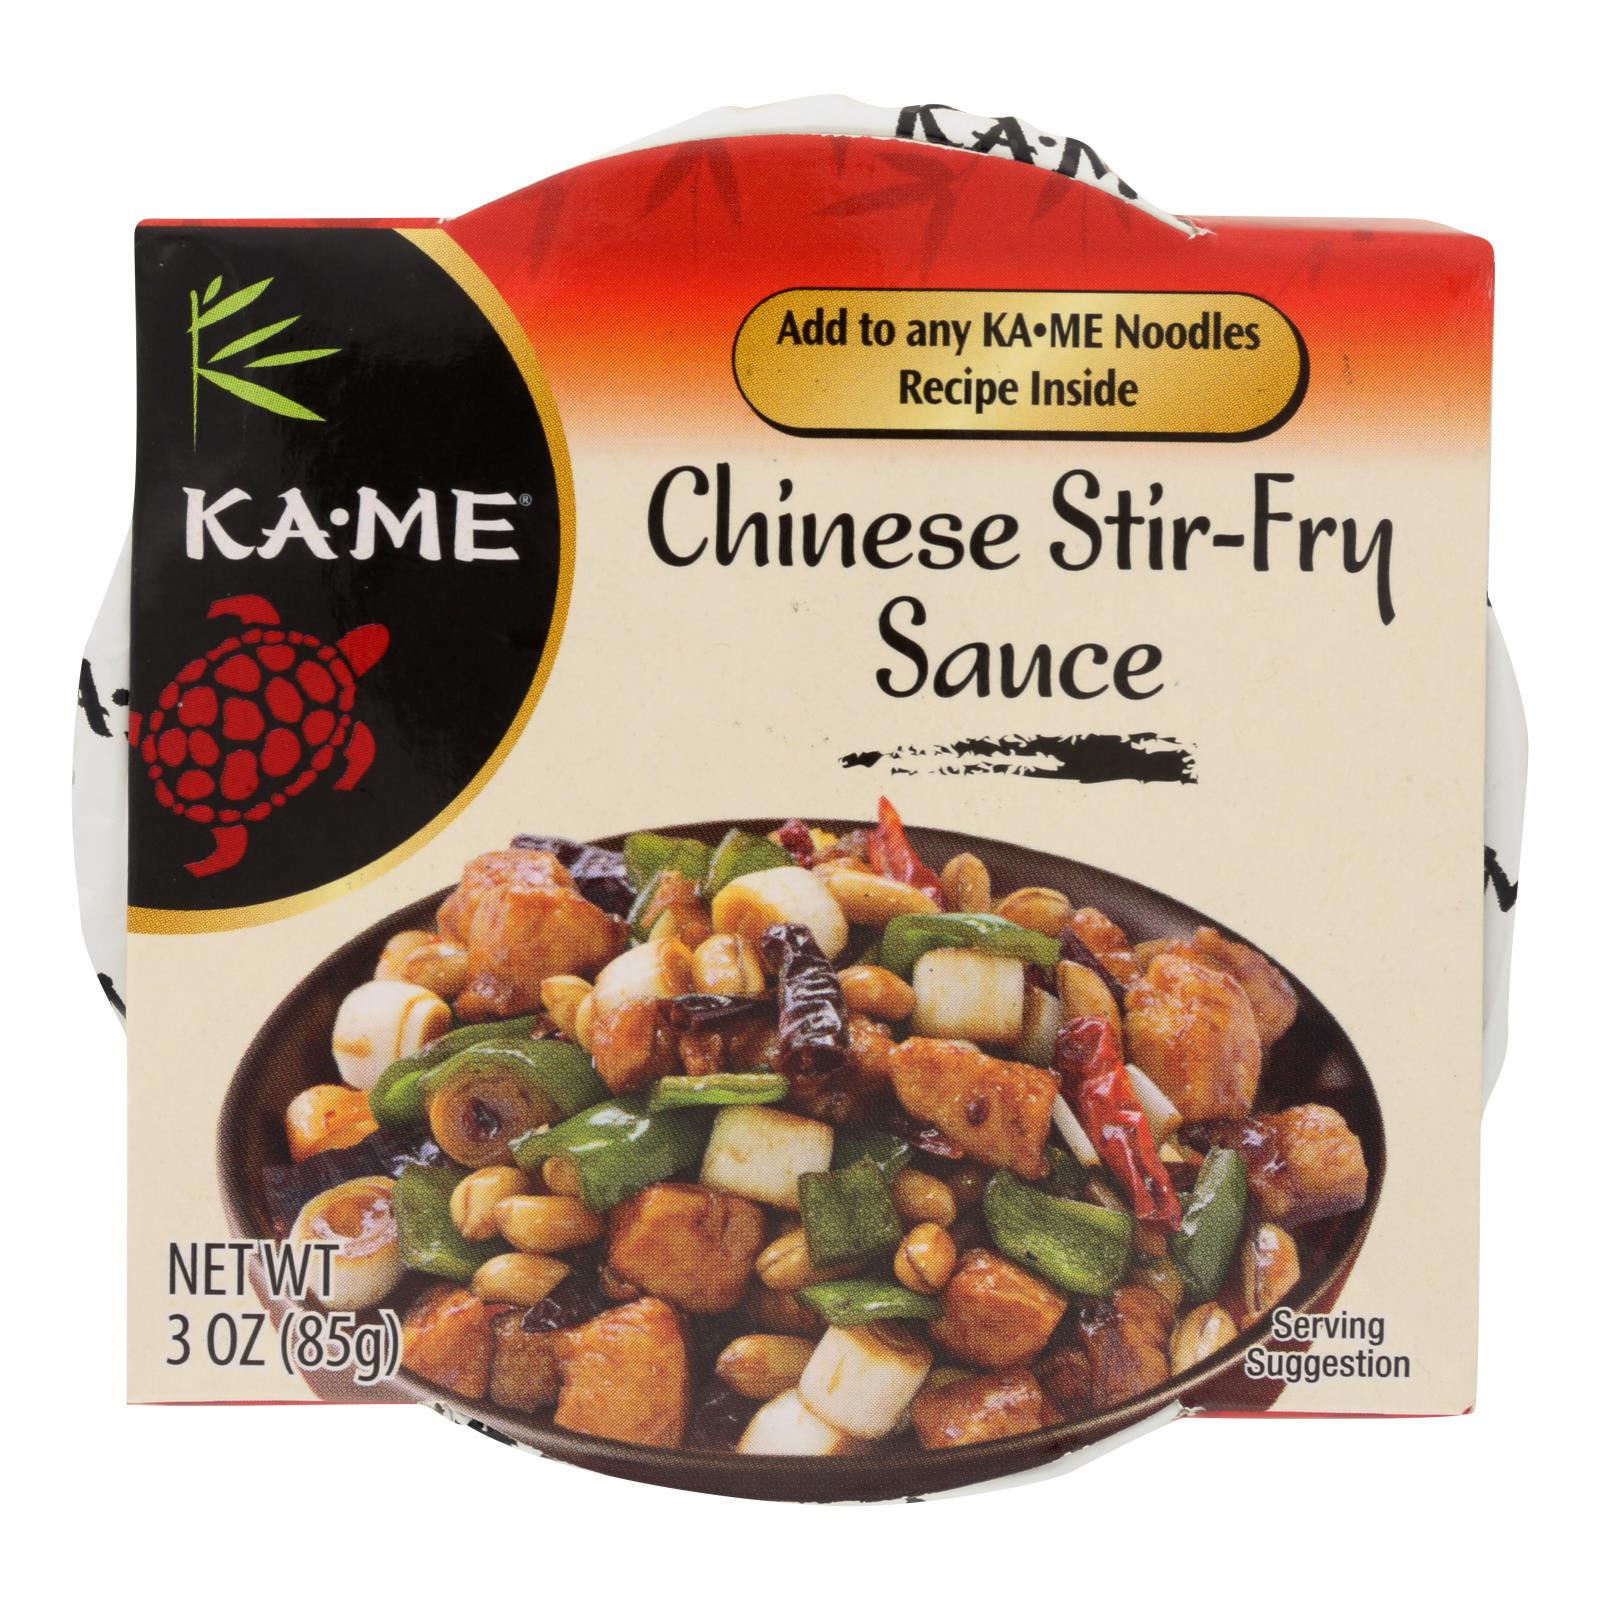 KA•M
Add to any KA•ME Noodles
Recipe Inside
KA•ME®
Chinese Stir-Fry
Sauce
NET WT
3 OZ (85g)
Serving
Suggestion